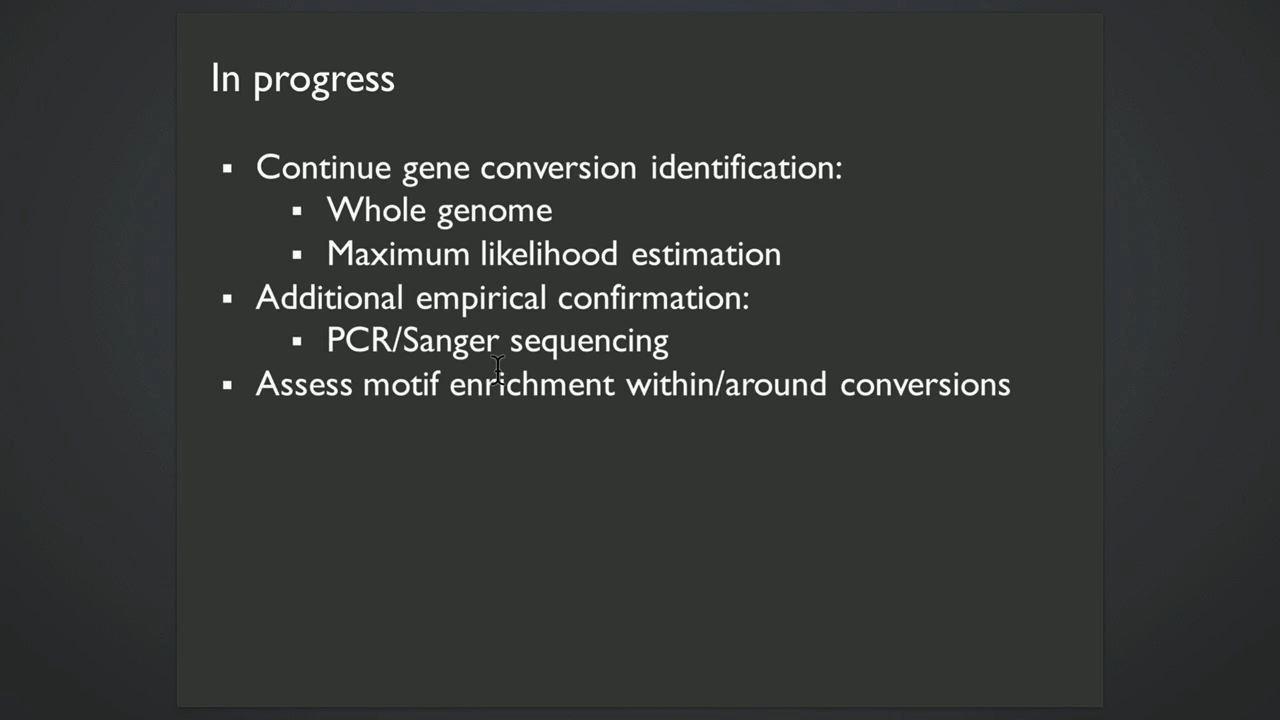 In progress
▪ Continue gene conversion identification:
▪ Whole genome
▪ Maximum likelihood estimation
▪ Additional empirical confirmation:
▪ PCR/Sanger sequencing
▪ Assess motif enrichment within/around conversions